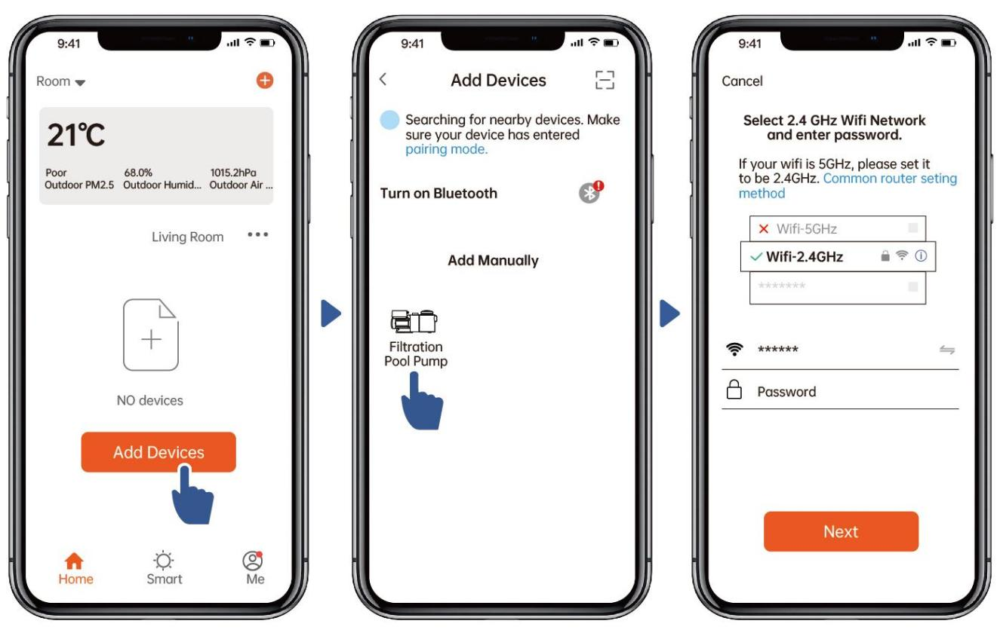 9:41
Room
21℃
Poor 68.0% 1015.2hPa
Outdoor PM2.5 Outdoor Humid... Outdoor Air ...
Living Room
NO devices
Add Devices
Home Smart Me
9:41
Add Devices
Searching for nearby devices. Make
sure your device has entered
pairing mode.
Turn on Bluetooth
Add Manually
Filtration
Pool Pump
9:41
Cancel
Select 2.4 GHz Wifi Network
and enter password.
If your wifi is 5GHz, please set it
to be 2.4GHz. Common router seting
method
Wifi-5GHz
Wifi-2.4GHz
*******
******
Password
Next